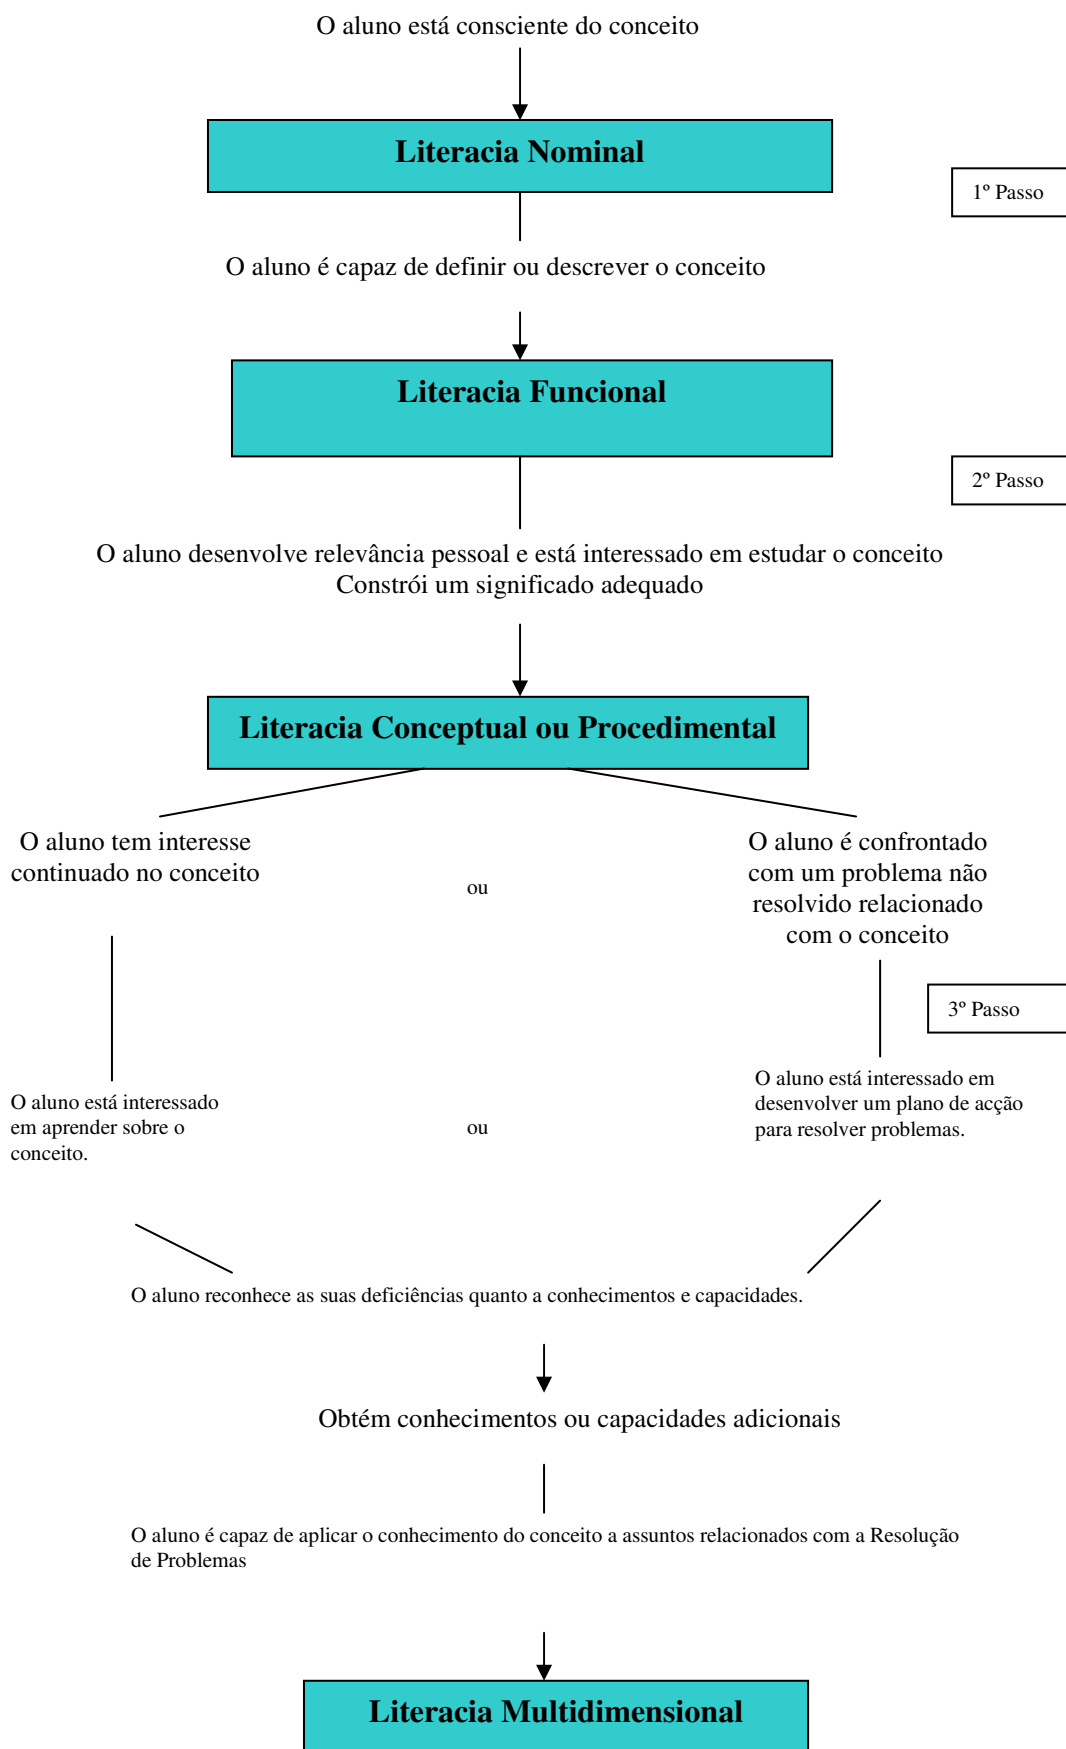 O aluno está consciente do conceito
Literacia Nominal
1º Passo
O aluno é capaz de definir ou descrever o conceito
Literacia Funcional
2º Passo
O aluno desenvolve relevância pessoal e está interessado em estudar o conceito
Constrói um significado adequado
Literacia Conceptual ou Procedimental
O aluno tem interesse
continuado no conceito
ou
O aluno é confrontado
com um problema não
resolvido relacionado
com o conceito
3º Passo
O aluno está interessado
em aprender sobre o
conceito.
ou
O aluno está interessado em
desenvolver um plano de acção
para resolver problemas.
O aluno reconhece as suas deficiências quanto a conhecimentos e capacidades.
Obtém conhecimentos ou capacidades adicionais
O aluno é capaz de aplicar o conhecimento do conceito a assuntos relacionados com a Resolução
de Problemas
Literacia Multidimensional